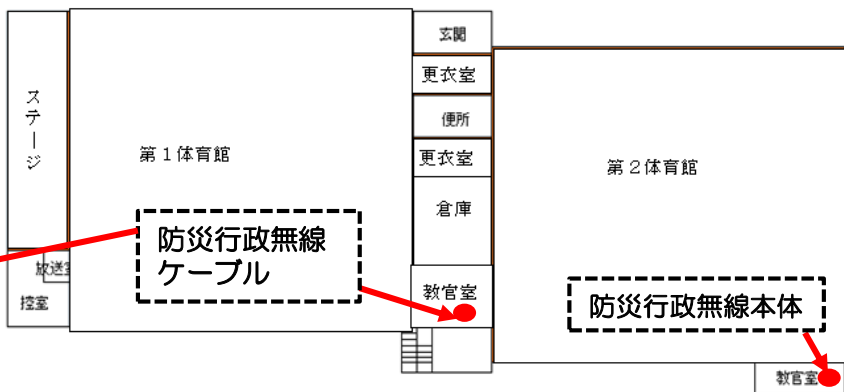 玄関
更衣室
便所
更衣室
倉庫
教官室
ステージ
第1体育館
第2体育館
防災行政無線
ケーブル
放送室
控室
防災行政無線本体
教官室